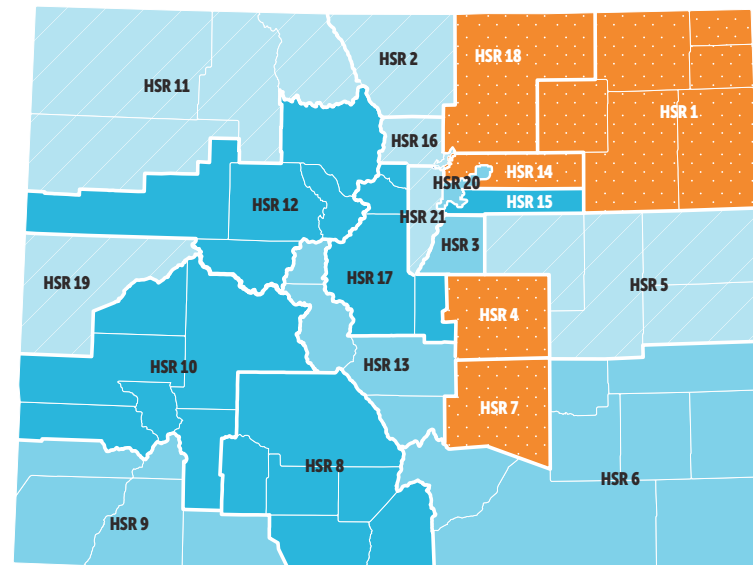 HSR 2
HSR 18
HSR 11
HSR 1
HSR 16
HSR 14
HSR 20
HSR 12
HSR 15
HSR 21
HSR 3
HSR 17
HSR 19
HSR 5
HSR 4
HSR 10
HSR 13
HSR 7
HSR 8
HSR 6
HSR 9